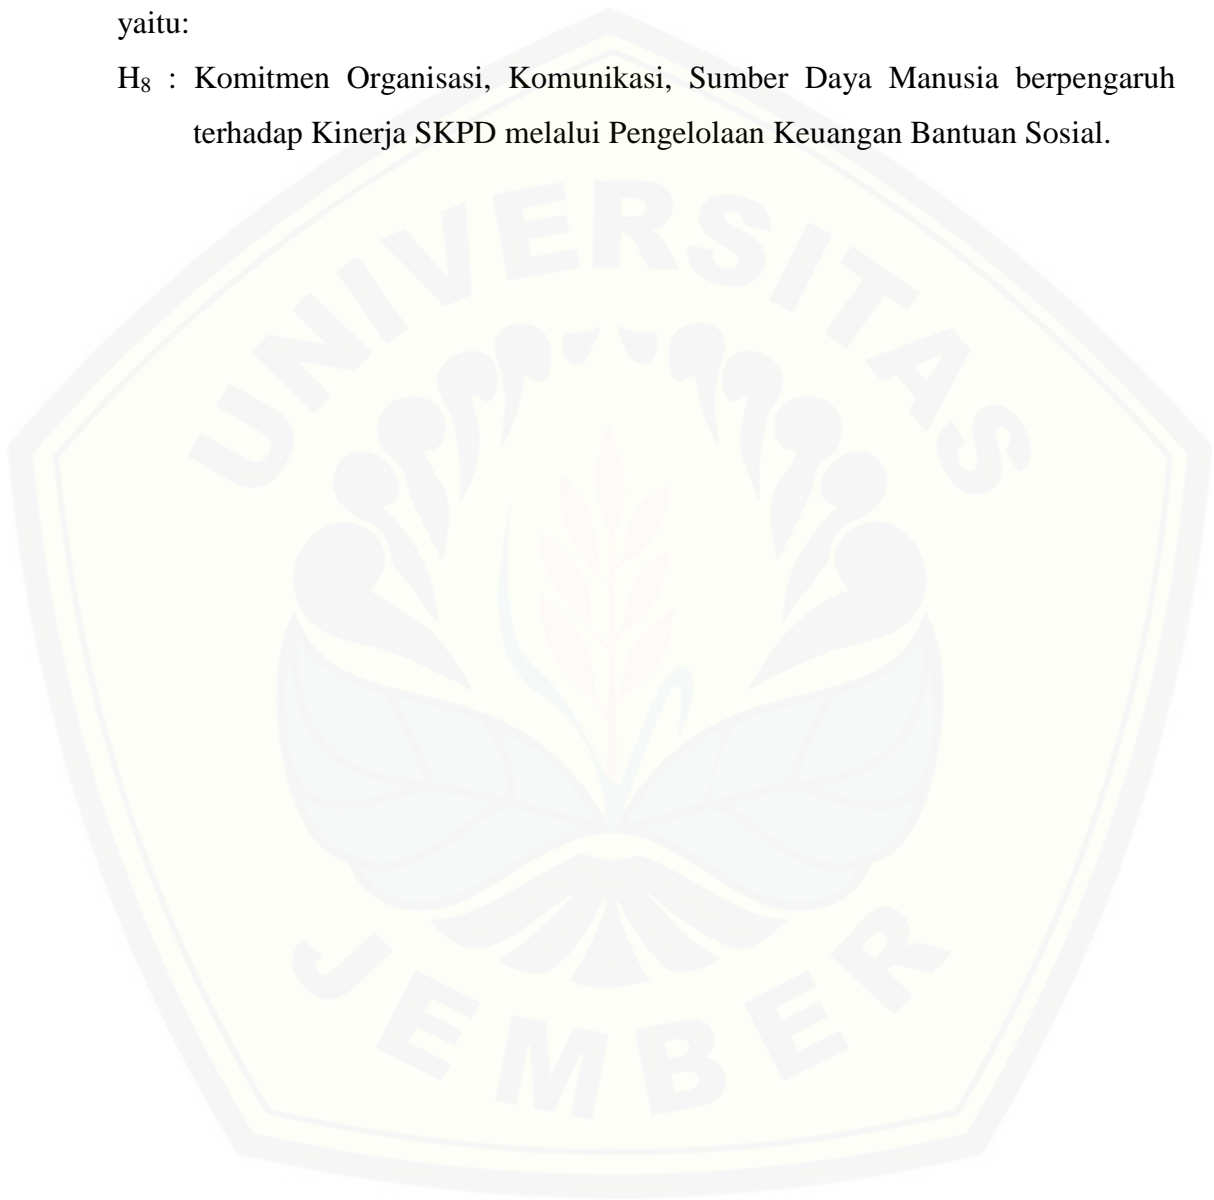 yaitu:
H₈ : Komitmen Organisasi, Komunikasi, Sumber Daya Manusia berpengaruh
terhadap Kinerja SKPD melalui Pengelolaan Keuangan Bantuan Sosial.
UNIVERSITAS
JEMBER